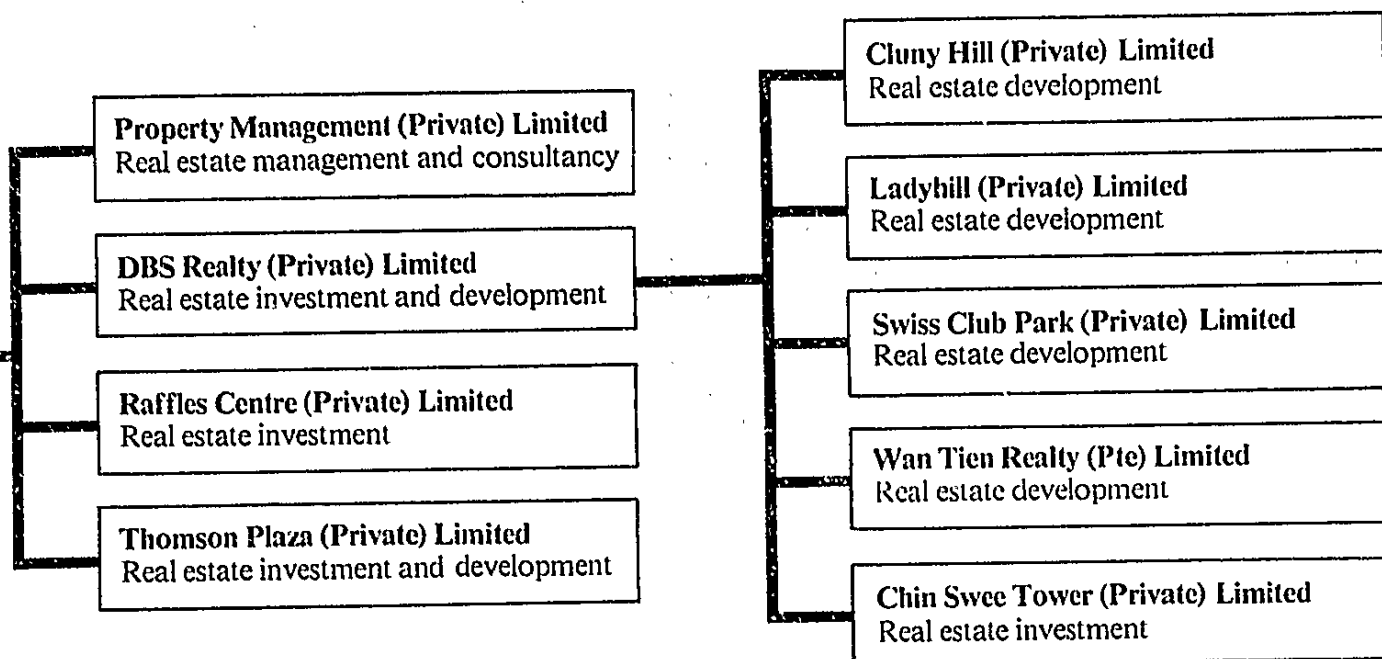 Property Management (Private) Limited
Real estate management and consultancy
DBS Realty (Private) Limited
Real estate investment and development
Raffles Centre (Private) Limited
Real estate investment
Thomson Plaza (Private) Limited
Real estate investment and development
Cluny Hill (Private) Limited
Real estate development
Ladyhill (Private) Limited
Real estate development
Swiss Club Park (Private) Limited
Real estate development
Wan Tien Realty (Pte) Limited
Real estate development
Chin Swee Tower (Private) Limited
Real estate investment